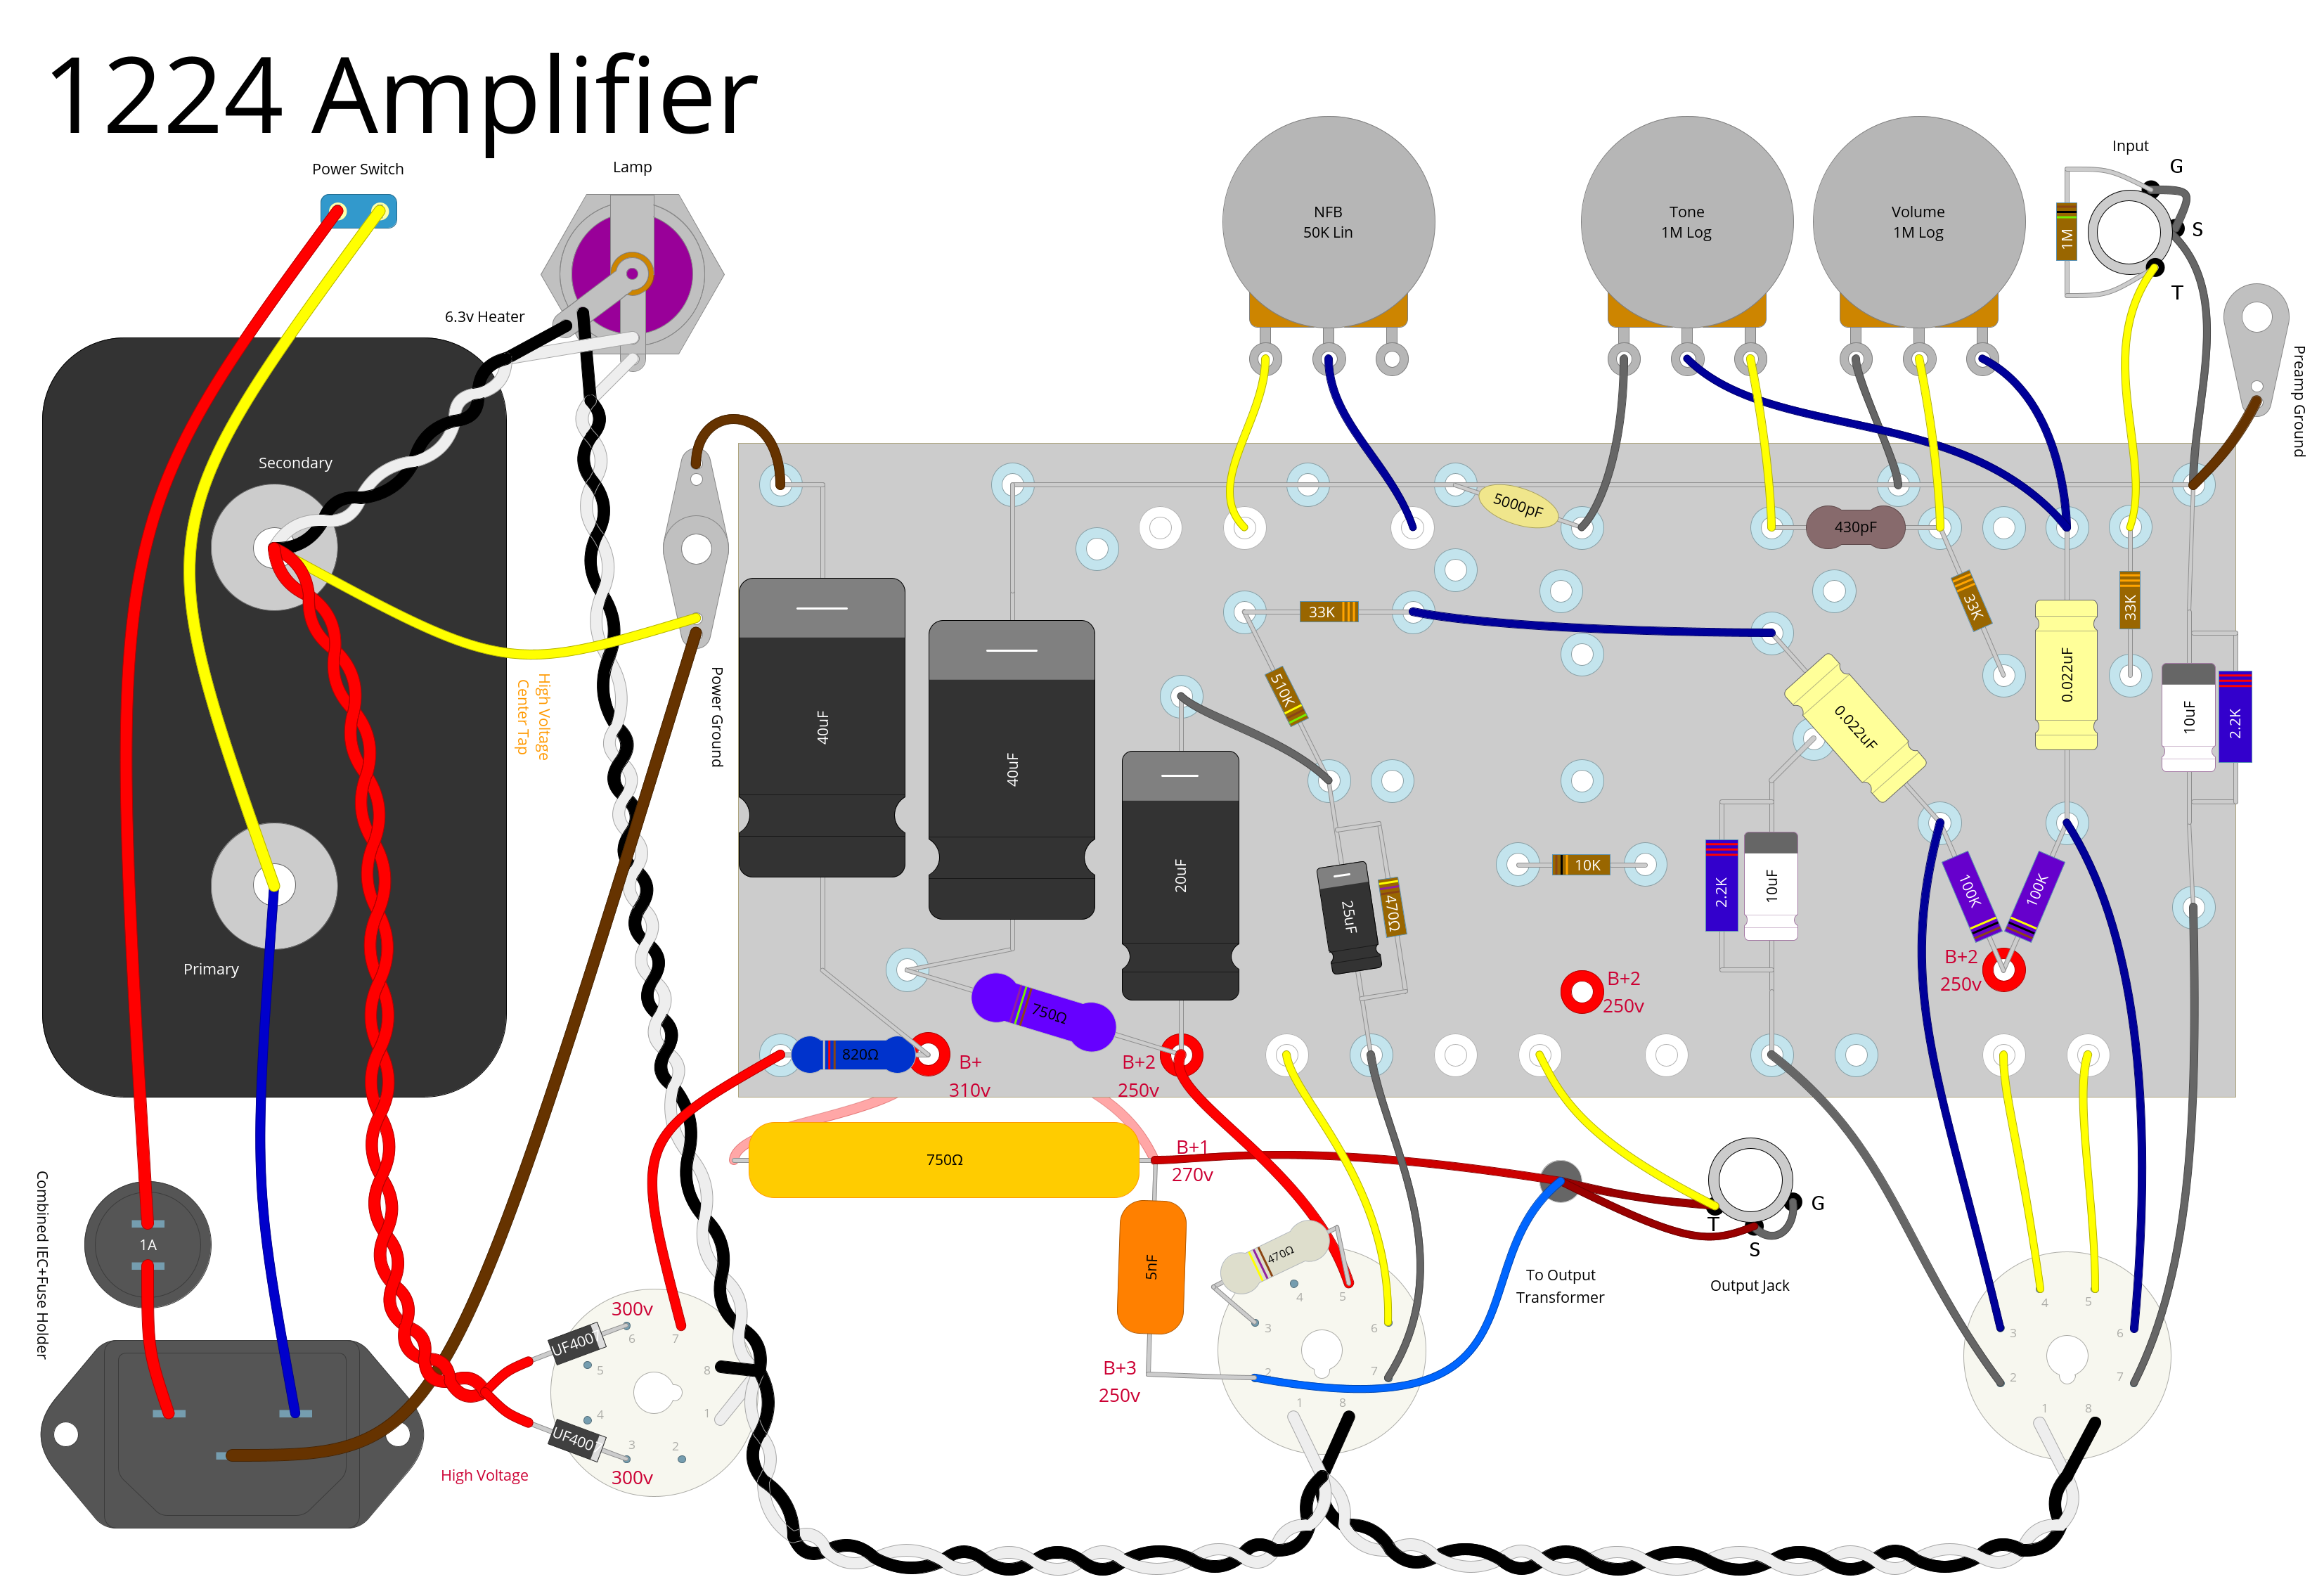 1224 Amplifier
Power Switch
Lamp
6.3v Heater
NFB
50K Lin
Tone
1M Log
Volume
1M Log
Input
G
S
T
1M
Preamp Ground
Secondary
High Voltage
Center Tap
Power Ground
Primary
5000pF
430pF
33K
33K
33K
510K
0.022uF
0.022uF
10uF
2.2K
40uF
40uF
20uF
25uF
470Ω
10K
2.2K
10uF
100K
100K
B+2
250v
B+2
250v
750Ω
820Ω
B+
310v
B+2
250v
750Ω
B+1
270v
5nF
470Ω
B+3
250v
To Output
Transformer
T
S
G
Output Jack
Combined IEC+Fuse Holder
1A
High Voltage
300v
UF400
UF400
300v
6
7
5
8
4
1
3
2
4
5
3
6
2
7
1
8
4
5
3
6
2
7
1
8